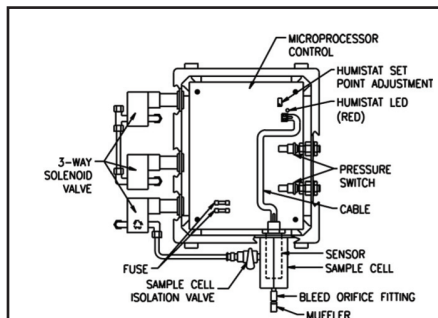 MICROPROCESSOR
CONTROL
HUMISTAT SET
POINT ADJUSTMENT
HUMISTAT LED
(RED)
3-WAY
SOLENOID
VALVE
PRESSURE
SWITCH
CABLE
FUSE
SENSOR
SAMPLE CELL
SAMPLE CELL
ISOLATION VALVE
BLEED ORIFICE FITTING
MUFFLER